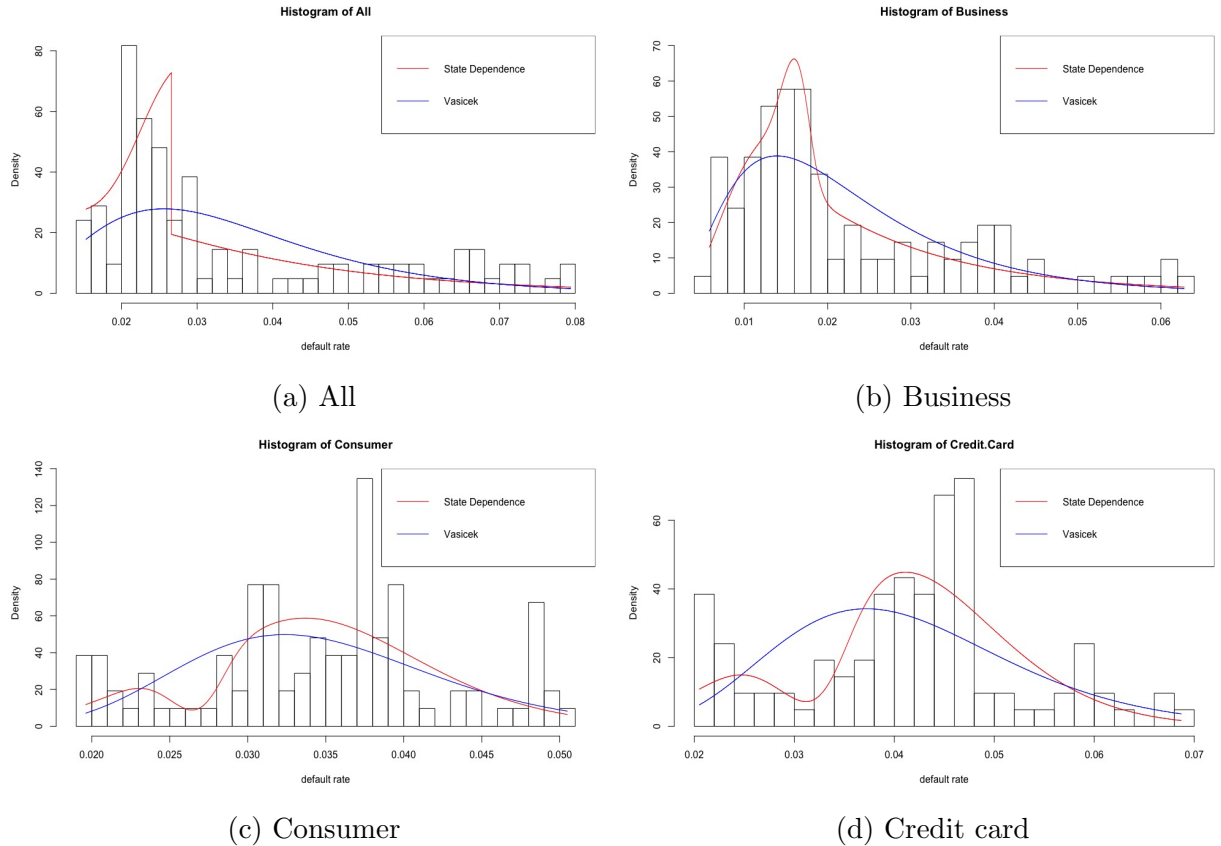 Histogram of All
State Dependence
Vasicek
Density
0 20 40 60 80
0.02 0.03 0.04 0.05 0.06 0.07 0.08
default rate
(a) All
Histogram of Business
State Dependence
Vasicek
Density
0 10 20 30 40 50 60 70
0.01 0.02 0.03 0.04 0.05 0.06
default rate
(b) Business
Histogram of Consumer
State Dependence
Vasicek
Density
0 20 40 60 80 100 120 140
0.020 0.025 0.030 0.035 0.040 0.045 0.050
default rate
(c) Consumer
Histogram of Credit.Card
State Dependence
Vasicek
Density
0 20 40 60
0.02 0.03 0.04 0.05 0.06 0.07
default rate
(d) Credit card